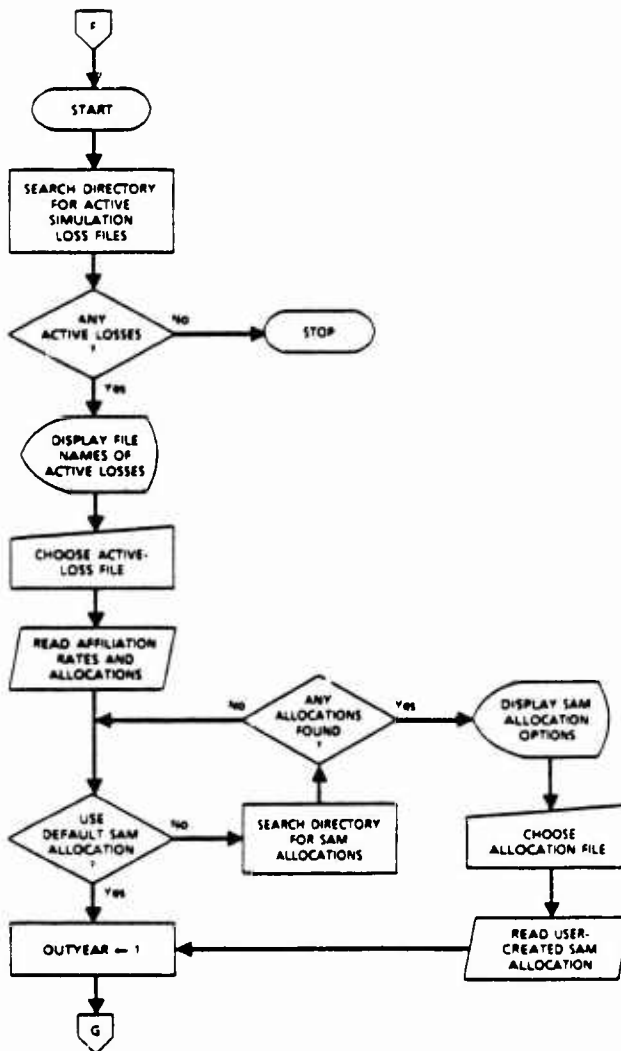 F
START
SEARCH DIRECTORY
FOR ACTIVE
SIMULATION
LOSS FILES
ANY
ACTIVE LOSSES
?
No
STOP
Yes
DISPLAY FILE
NAMES OF
ACTIVE LOSSES
CHOOSE ACTIVE-
LOSS FILE
READ AFFILIATION
RATES AND
ALLOCATIONS
No
ANY
ALLOCATIONS
FOUND
?
Yes
DISPLAY SAM
ALLOCATION
OPTIONS
USE
DEFAULT SAM
ALLOCATION
?
No
SEARCH DIRECTORY
FOR SAM
ALLOCATIONS
CHOOSE
ALLOCATION FILE
Yes
OUTYEAR ← 1
READ USER-
CREATED SAM
ALLOCATION
G